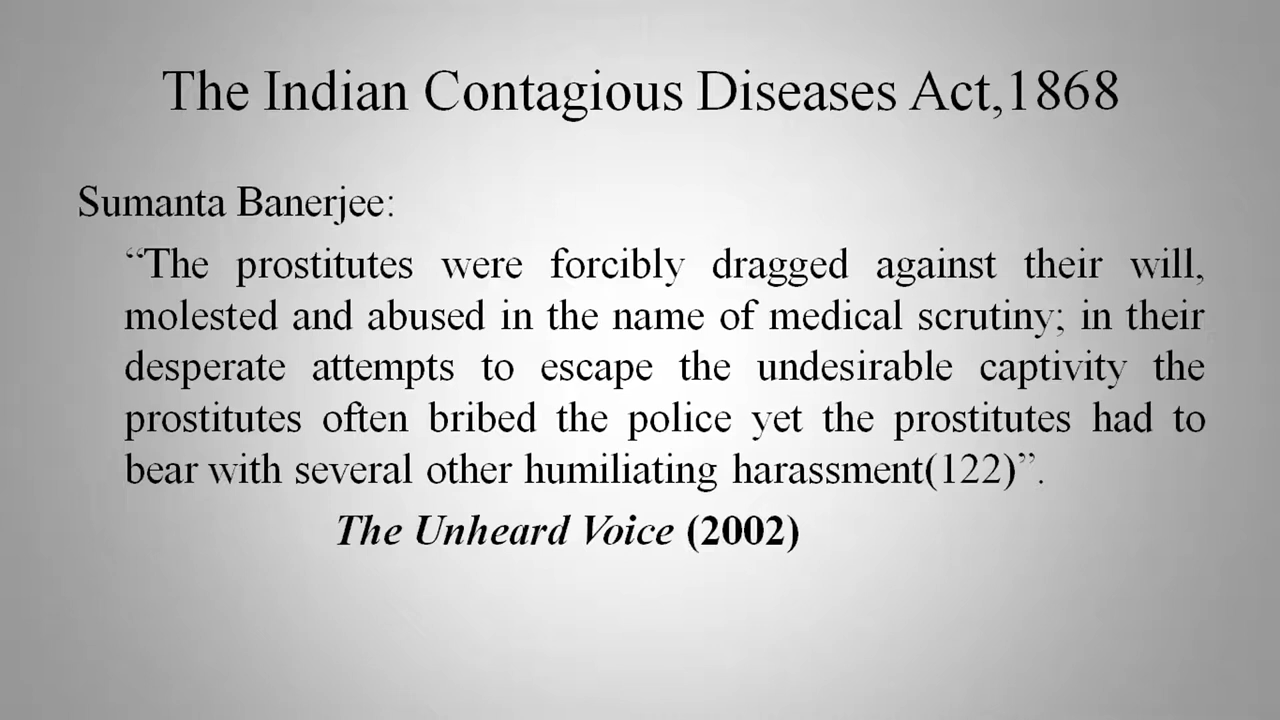 The Indian Contagious Diseases Act,1868
Sumanta Banerjee:
“The prostitutes were forcibly dragged against their will,
molested and abused in the name of medical scrutiny; in their
desperate attempts to escape the undesirable captivity the
prostitutes often bribed the police yet the prostitutes had to
bear with several other humiliating harassment(122)”.
The Unheard Voice (2002)